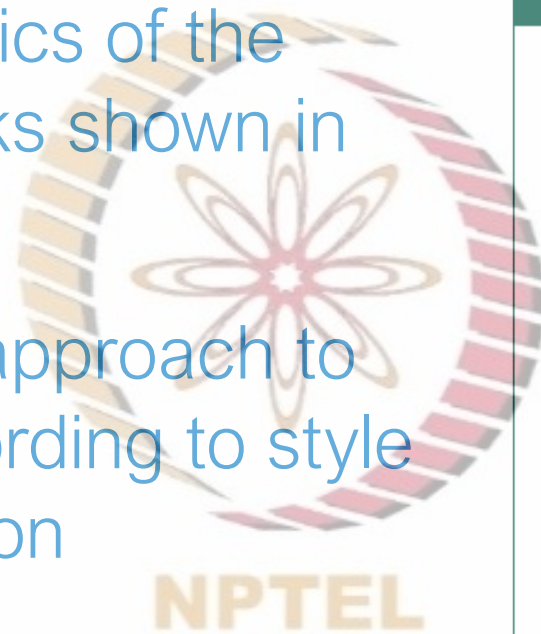 ics of the
ks shown in
approach to
ording to style
on
NPTEL